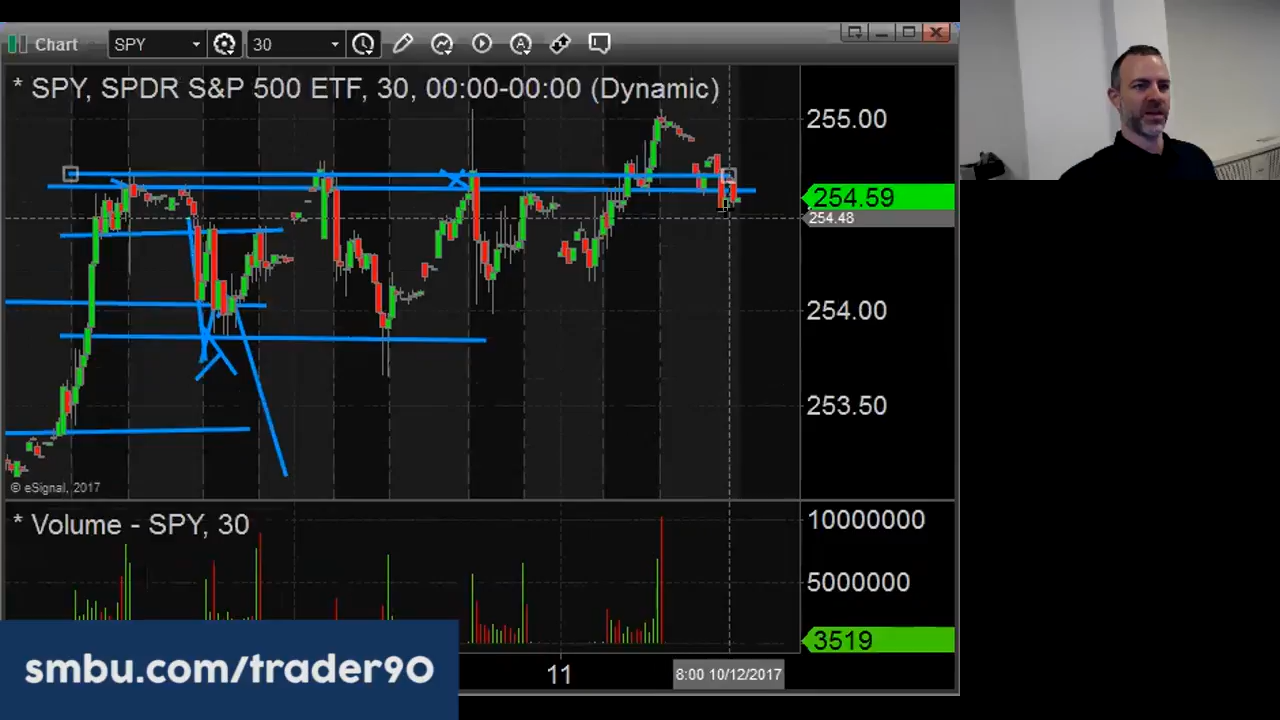 Chart
SPY
30
* SPY, SPDR S&P 500 ETF, 30, 00:00-00:00 (Dynamic)
255.00
254.59
254.48
254.00
253.50
© eSignal, 2017
* Volume - SPY, 30
10000000
5000000
3519
11
8:00 10/12/2017
smbu.com/trader90